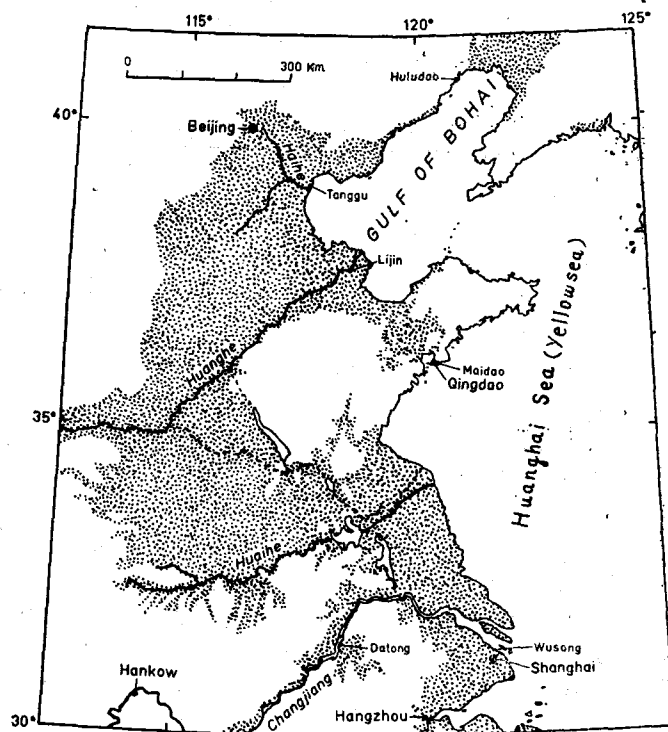 115°
120°
125°
0
300 Km.
Huludao
40°
Beijing
Haihe
GULF OF BOHAI
Tanggu
Lijin
Huanghe
Maidao
Qingdao
Huanghai Sea (Yellowsea)
35°
Huaihe
Datong
Wusong
Shanghai
Hankow
Changjiang
30°
Hangzhou